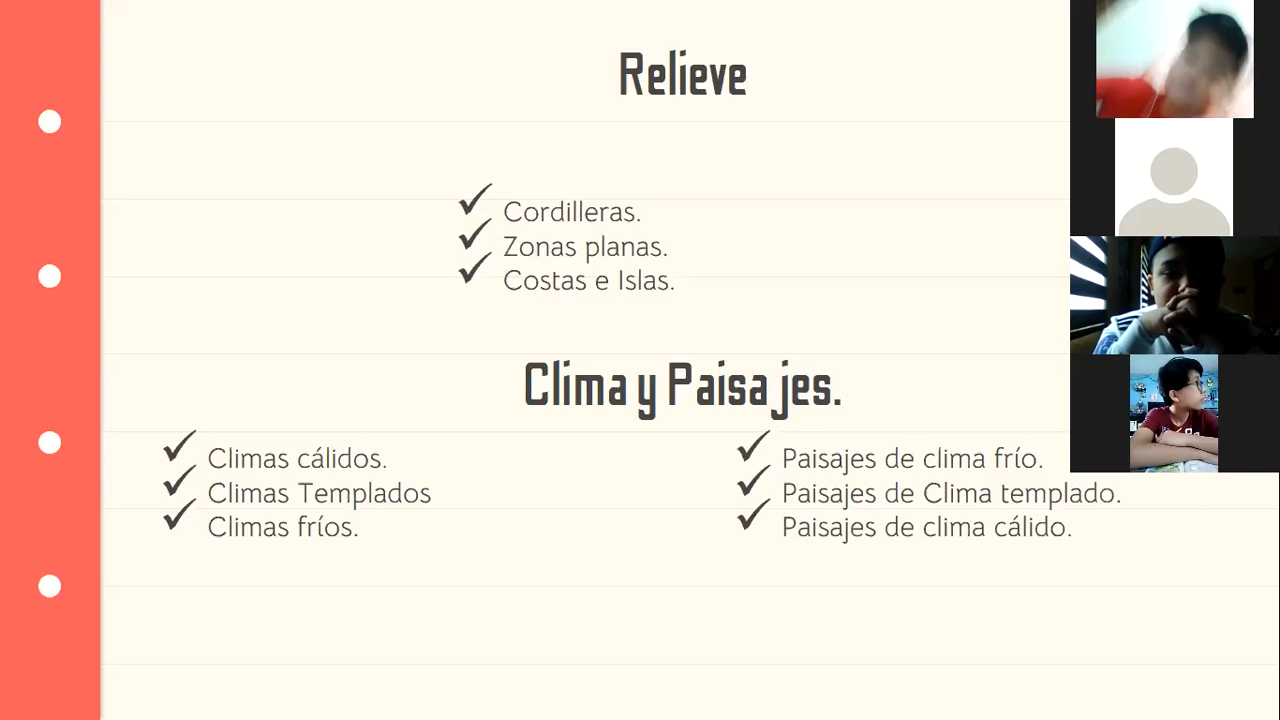 Relieve
Cordilleras.
Zonas planas.
Costas e Islas.
Clima y Paisajes.
Climas cálidos.
Climas Templados
Climas fríos.
Paisajes de clima frío.
Paisajes de Clima templado.
Paisajes de clima cálido.